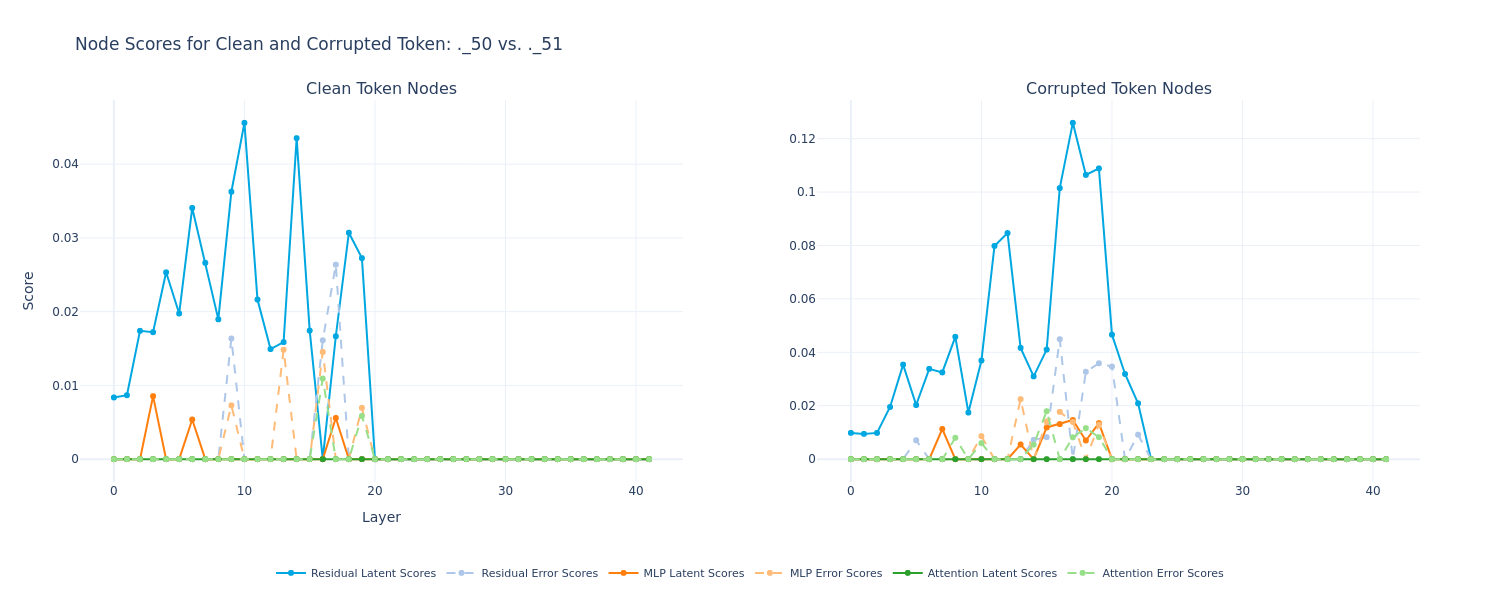 Node Scores for Clean and Corrupted Token: ._50 vs. ._51
Clean Token Nodes
Corrupted Token Nodes
0.04
0.03
0.02
0.01
0
Score
0
10
20
30
40
Layer
0.12
0.1
0.08
0.06
0.04
0.02
0
0
10
20
30
40
Residual Latent Scores
Residual Error Scores
MLP Latent Scores
MLP Error Scores
Attention Latent Scores
Attention Error Scores